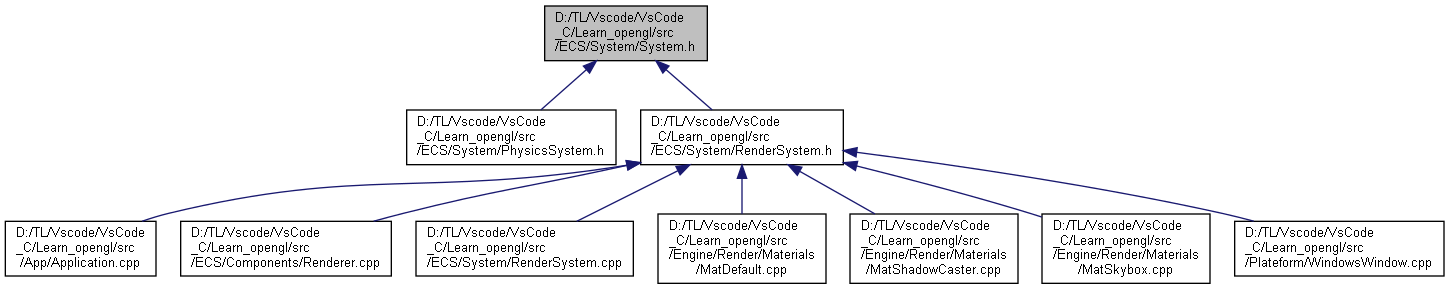 D:/TL/Vscode/VsCode
_C/Learn_opengl/src
/ECS/System/System.h
D:/TL/Vscode/VsCode
_C/Learn_opengl/src
/ECS/System/PhysicsSystem.h
D:/TL/Vscode/VsCode
_C/Learn_opengl/src
/ECS/System/RenderSystem.h
D:/TL/Vscode/VsCode
_C/Learn_opengl/src
/App/Application.cpp
D:/TL/Vscode/VsCode
_C/Learn_opengl/src
/ECS/Components/Renderer.cpp
D:/TL/Vscode/VsCode
_C/Learn_opengl/src
/ECS/System/RenderSystem.cpp
D:/TL/Vscode/VsCode
_C/Learn_opengl/src
/Engine/Render/Materials
/MatDefault.cpp
D:/TL/Vscode/VsCode
_C/Learn_opengl/src
/Engine/Render/Materials
/MatShadowCaster.cpp
D:/TL/Vscode/VsCode
_C/Learn_opengl/src
/Engine/Render/Materials
/MatSkybox.cpp
D:/TL/Vscode/VsCode
_C/Learn_opengl/src
/Plateform/WindowsWindow.cpp